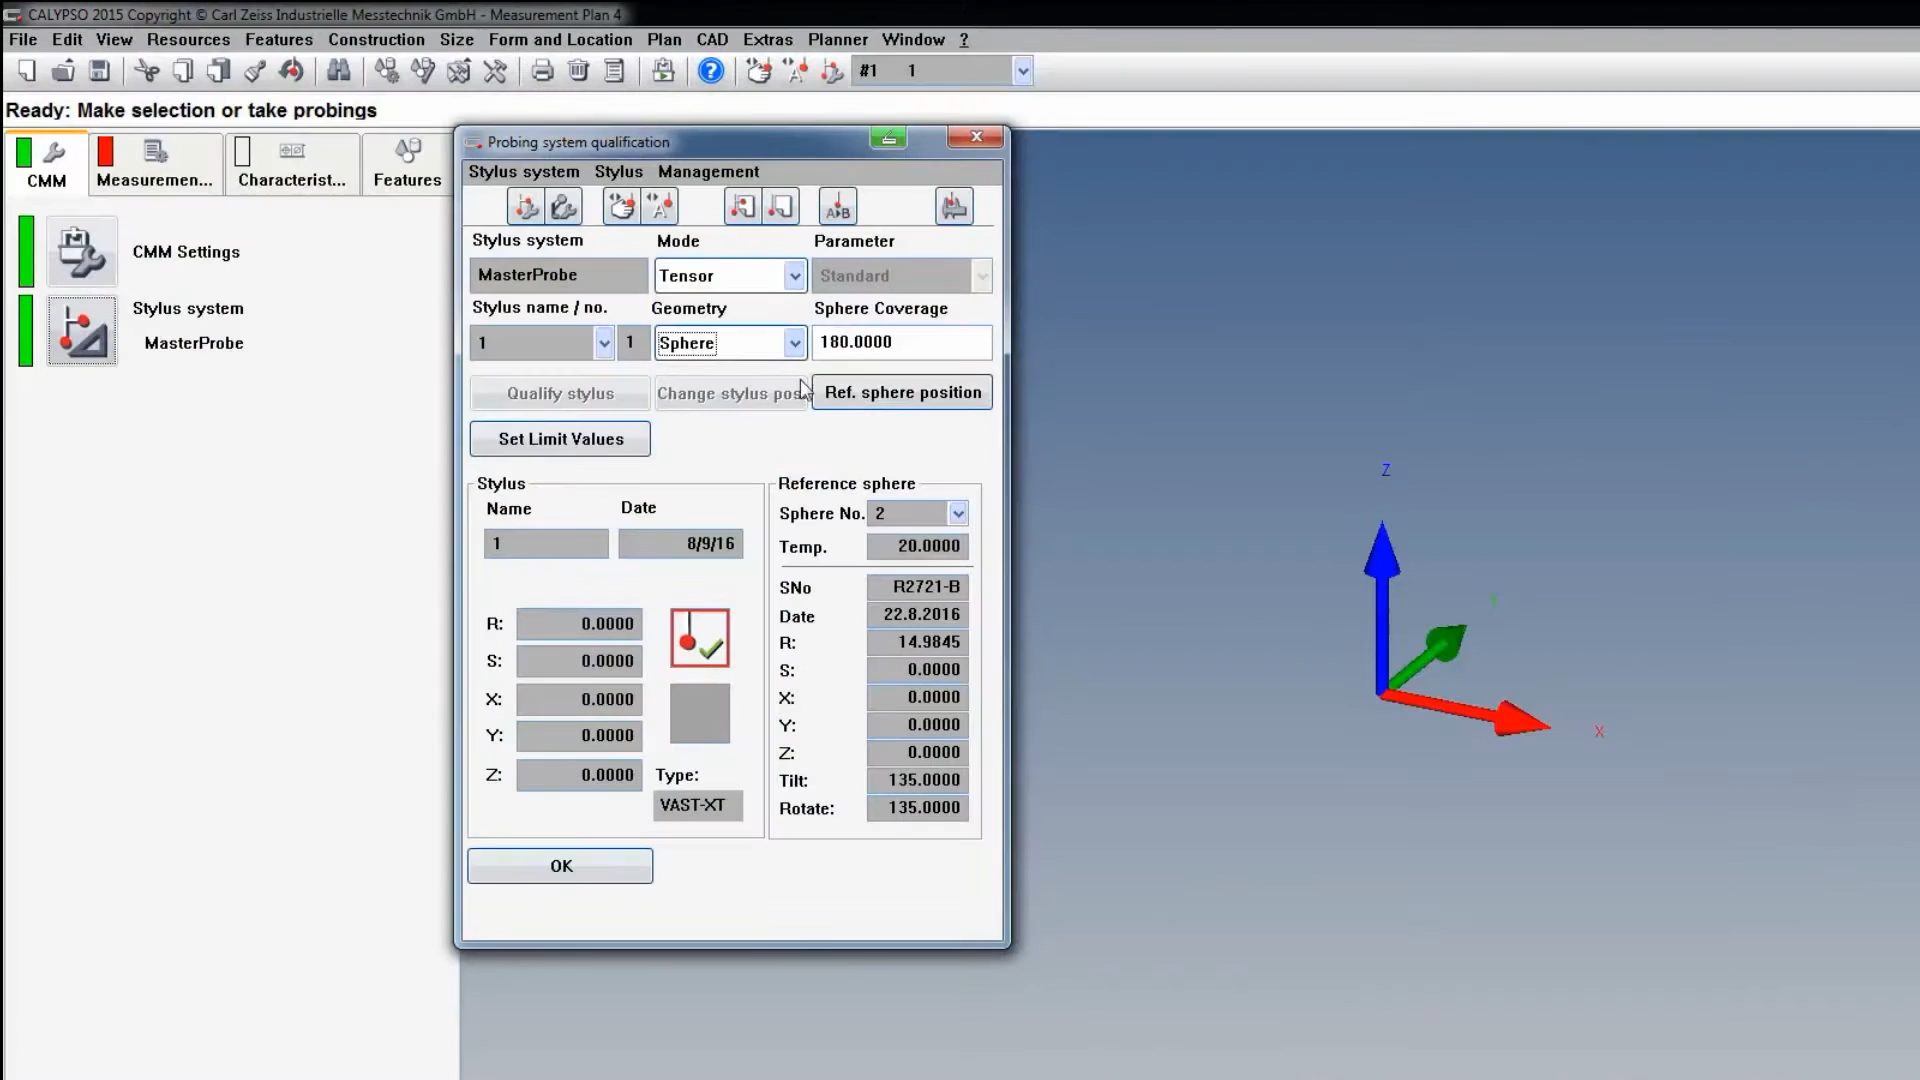 CALYPSO 2015 Copyright © Carl Zeiss Industrielle Messtechnik GmbH - Measurement Plan 4
File Edit View Resources Features Construction Size Form and Location Plan CAD Extras Planner Window ?
#1 1
Ready: Make selection or take probings
CMM Measuremen... Characterist... Features
CMM Settings
Stylus system
MasterProbe
Probing system qualification
Stylus system Stylus Management
A A▸B
Stylus system Mode Parameter
MasterProbe Tensor Standard
Stylus name / no. Geometry Sphere Coverage
1 1 Sphere 180.0000
Qualify stylus Change stylus pos Ref. sphere position
Set Limit Values
Stylus
Name Date
1 8/9/16
R: 0.0000
S: 0.0000
X: 0.0000
Y: 0.0000
Z: 0.0000
Type:
VAST-XT
Reference sphere
Sphere No. 2
Temp. 20.0000
SNo R2721-B
Date 22.8.2016
R: 14.9845
S: 0.0000
X: 0.0000
Y: 0.0000
Z: 0.0000
Tilt: 135.0000
Rotate: 135.0000
OK
Z
X